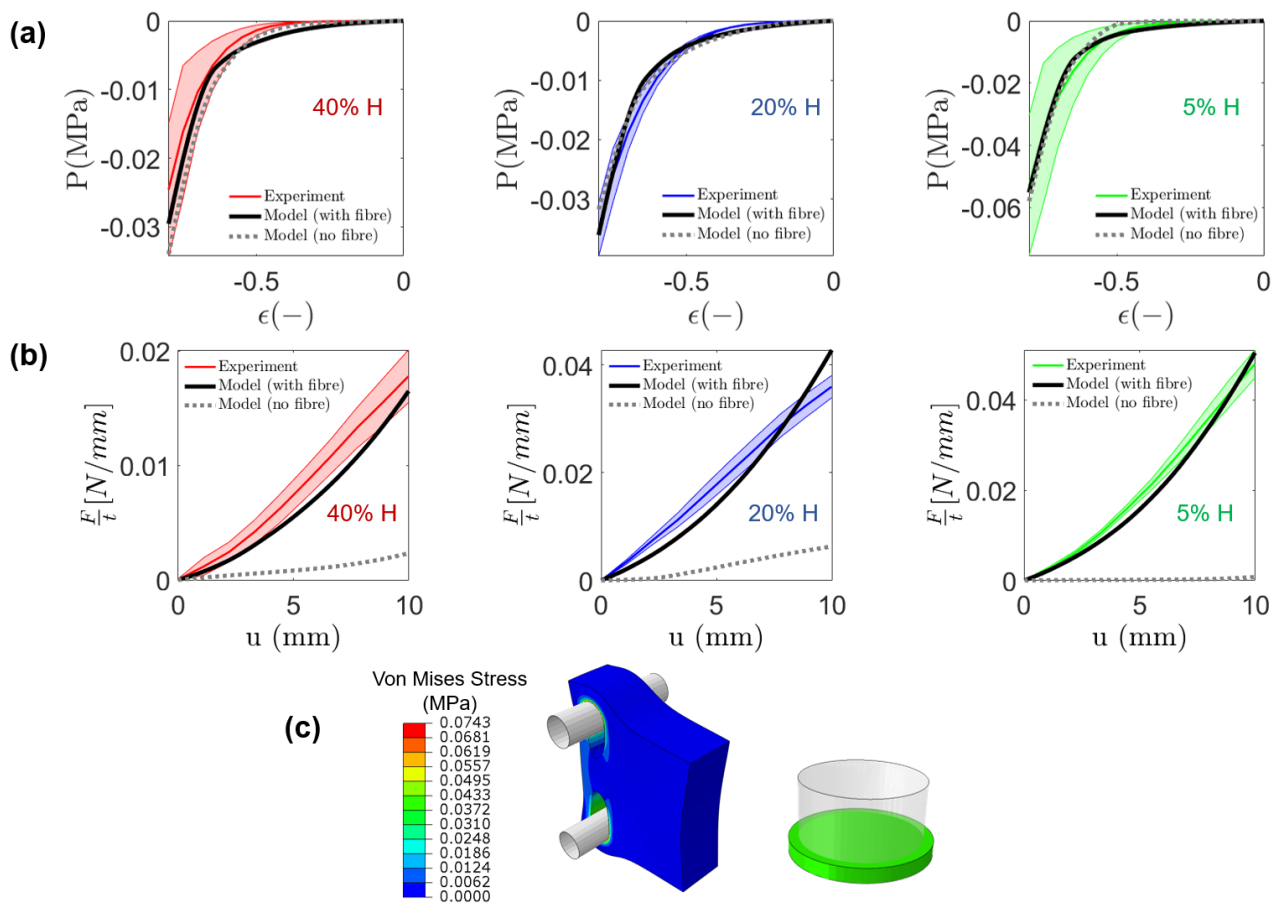 (a)
0
-0.01
-0.02
-0.03
P(MPa)
40% H
Experiment
Model (with fibre)
Model (no fibre)
-0.5
0
ϵ(−)
0
-0.01
-0.02
-0.03
P(MPa)
20% H
Experiment
Model (with fibre)
Model (no fibre)
-0.5
0
ϵ(−)
0
-0.02
-0.04
-0.06
P(MPa)
5% H
Experiment
Model (with fibre)
Model (no fibre)
-0.5
0
ϵ(−)
(b)
0.02
0.01
0
F/t [N/mm]
Experiment
Model (with fibre)
Model (no fibre)
40% H
0 5 10
u (mm)
0.04
0.02
0
F/t [N/mm]
Experiment
Model (with fibre)
Model (no fibre)
20% H
0 5 10
u (mm)
0.04
0.02
0
F/t [N/mm]
Experiment
Model (with fibre)
Model (no fibre)
5% H
0 5 10
u (mm)
(c)
Von Mises Stress
(MPa)
0.0743
0.0681
0.0619
0.0557
0.0495
0.0433
0.0372
0.0310
0.0248
0.0186
0.0124
0.0062
0.0000